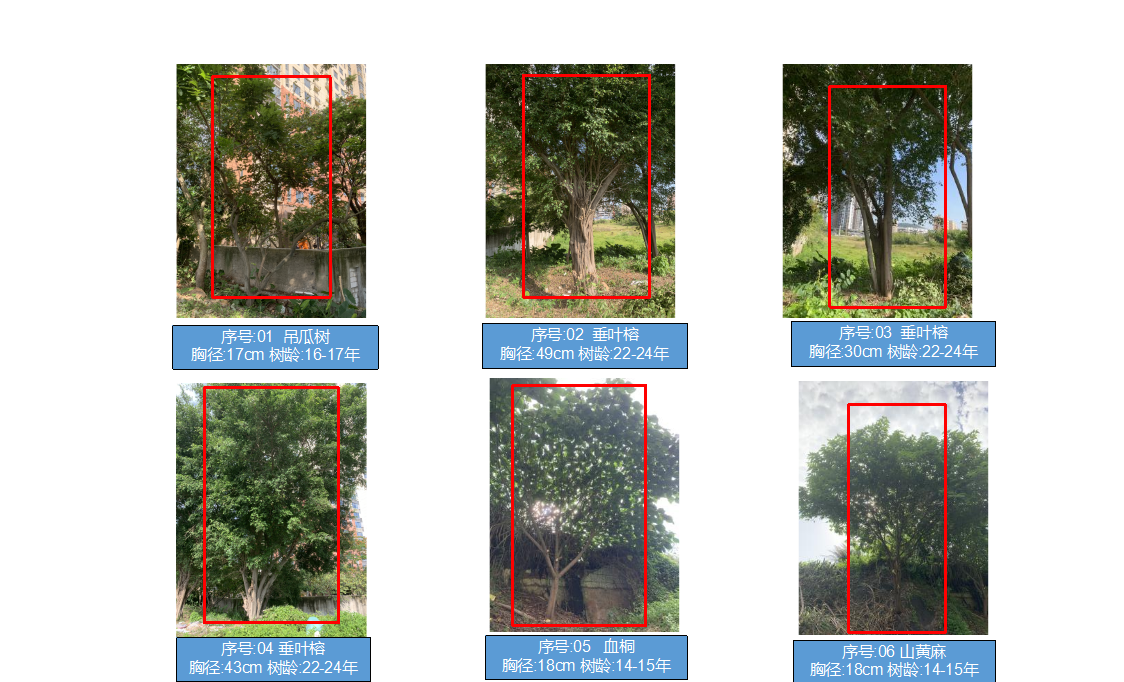 序号:01 吊瓜树
胸径:17cm 树龄:16-17年
序号:02 垂叶榕
胸径:49cm 树龄:22-24年
序号:03 垂叶榕
胸径:30cm 树龄:22-24年
序号:04 垂叶榕
胸径:43cm 树龄:22-24年
序号:05 血桐
胸径:18cm 树龄:14-15年
序号:06 山黄麻
胸径:18cm 树龄:14-15年